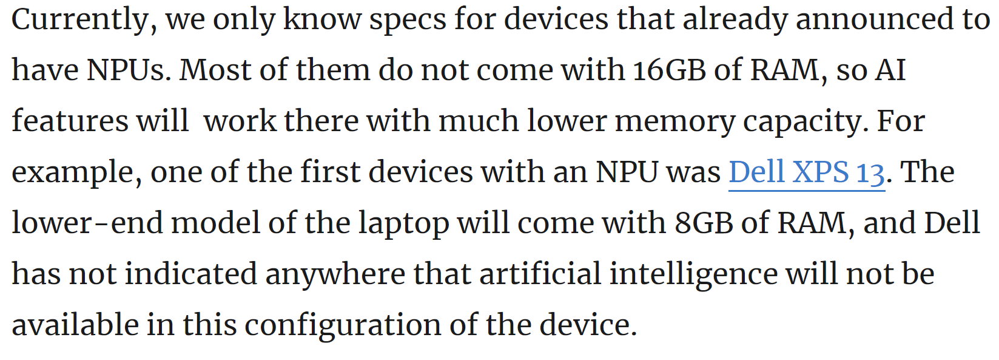 Currently, we only know specs for devices that already announced to
have NPUs. Most of them do not come with 16GB of RAM, so AI
features will  work there with much lower memory capacity. For
example, one of the first devices with an NPU was Dell XPS 13. The
lower-end model of the laptop will come with 8GB of RAM, and Dell
has not indicated anywhere that artificial intelligence will not be
available in this configuration of the device.